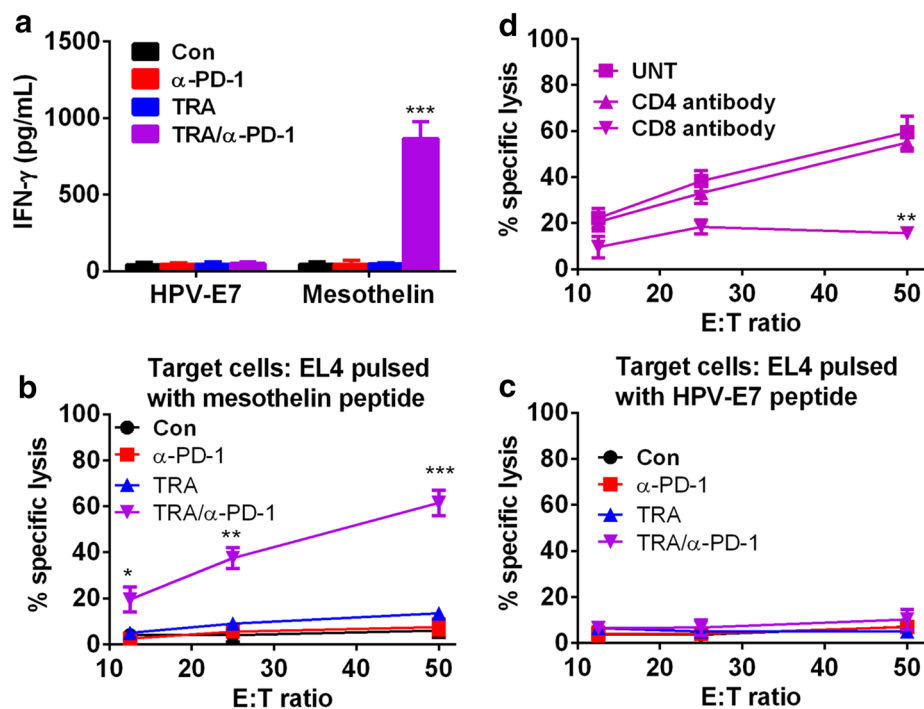 a
1500
1000
500
0
IFN-γ (pg/mL)
Con
α-PD-1
TRA
TRA/α-PD-1
***
HPV-E7 Mesothelin
d
100
80
60
40
20
0
% specific lysis
UNT
CD4 antibody
CD8 antibody
**
10 20 30 40 50
E:T ratio
b
Target cells: EL4 pulsed
with mesothelin peptide
100
80
60
40
20
0
% specific lysis
Con
α-PD-1
TRA
TRA/α-PD-1
*
**
***
10 20 30 40 50
E:T ratio
c
Target cells: EL4 pulsed
with HPV-E7 peptide
100
80
60
40
20
0
% specific lysis
Con
α-PD-1
TRA
TRA/α-PD-1
10 20 30 40 50
E:T ratio